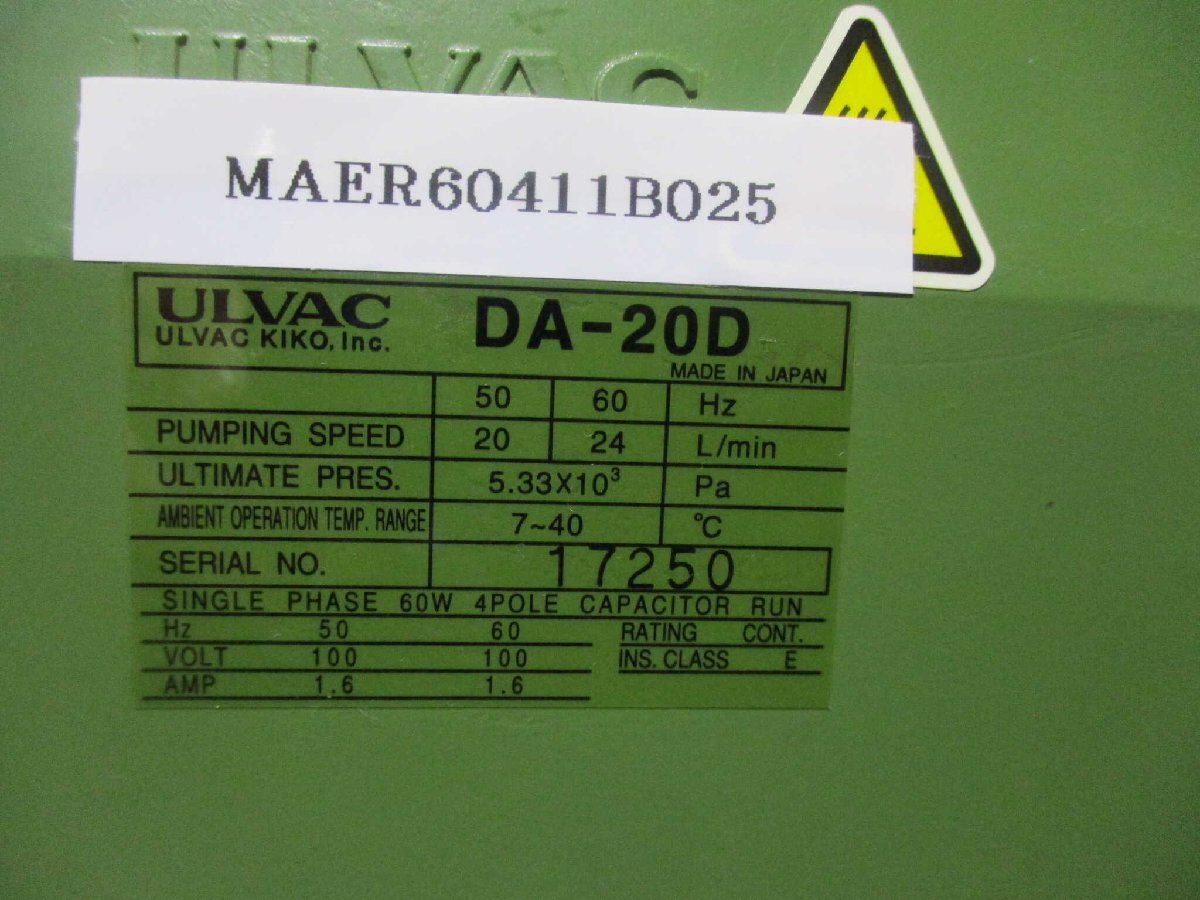 ULVAC
MAER60411B025
ULVAC DA-20D
ULVAC KIKO, Inc.
MADE IN JAPAN
50 60 Hz
PUMPING SPEED 20 24 L/min
ULTIMATE PRES. 5.33X10³ Pa
AMBIENT OPERATION TEMP. RANGE 7~40 °C
SERIAL NO. 17250
SINGLE PHASE 60W 4POLE CAPACITOR RUN
Hz 50 60 RATING CONT.
VOLT 100 100 INS. CLASS E
AMP 1.6 1.6